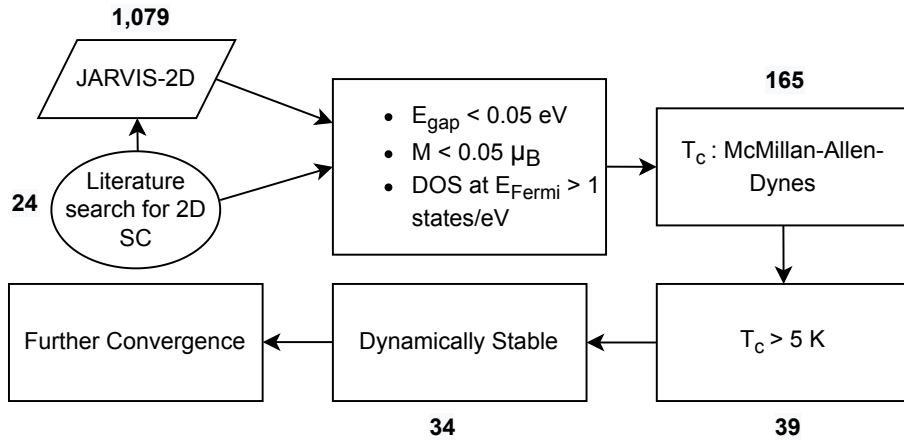 1,079
JARVIS-2D
24
Literature
search for 2D
SC
• E_gap < 0.05 eV
• M < 0.05 μ_B
• DOS at E_Fermi > 1
states/eV
165
T_c : McMillan-Allen-
Dynes
T_c > 5 K
39
Dynamically Stable
34
Further Convergence